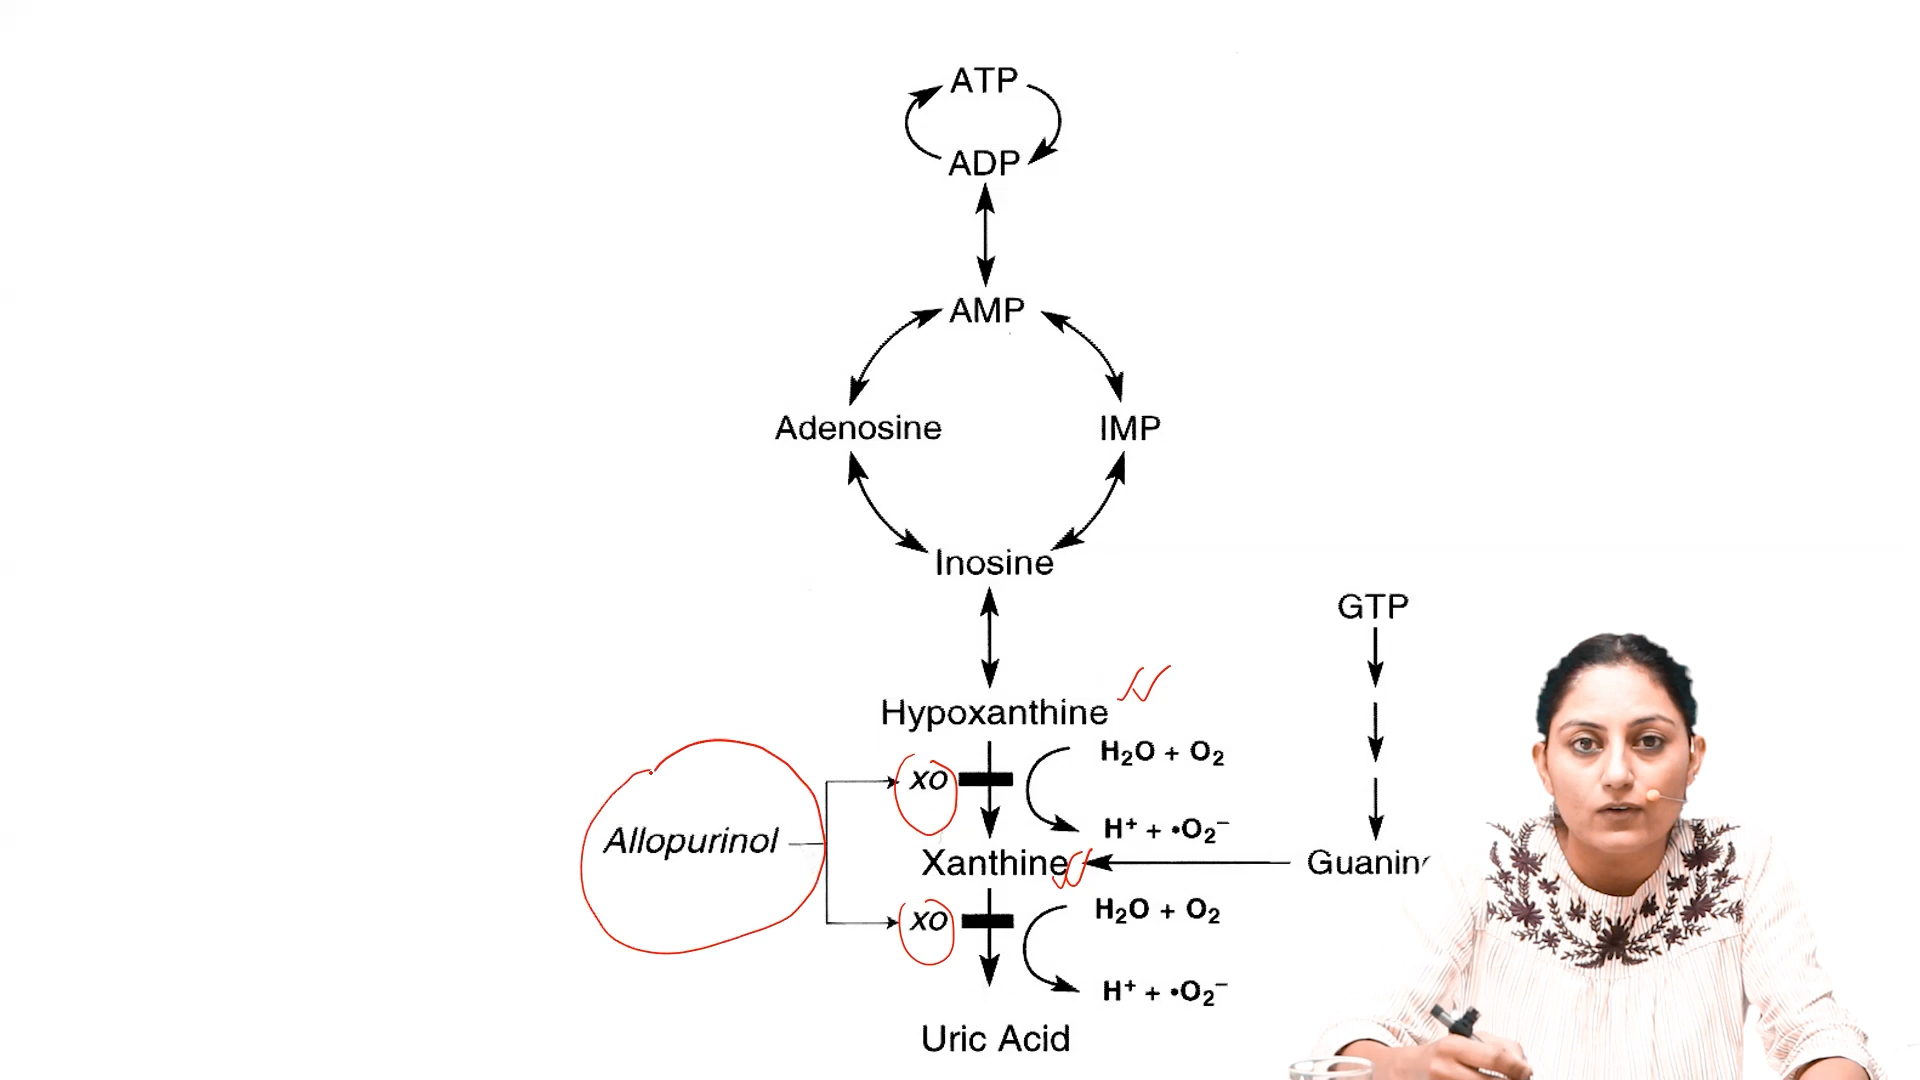 ATP
ADP
AMP
Adenosine
IMP
Inosine
GTP
Hypoxanthine
H₂O + O₂
XO
H⁺ + •O₂⁻
Allopurinol
Xanthine
Guanin
XO
H₂O + O₂
H⁺ + •O₂⁻
Uric Acid